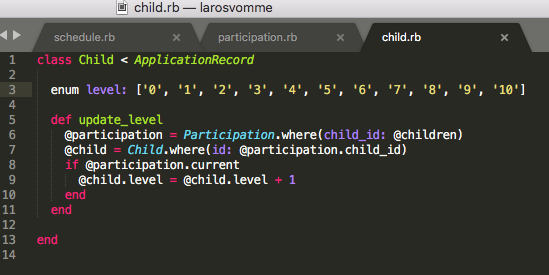 child.rb — larosvomme
schedule.rb × participation.rb × child.rb ×
1 class Child < ApplicationRecord
2
3 enum level: ['0', '1', '2', '3', '4', '5', '6', '7', '8', '9', '10']
4
5 def update_level
6 @participation = Participation.where(child_id: @children)
7 @child = Child.where(id: @participation.child_id)
8 if @participation.current
9 @child.level = @child.level + 1
10 end
11 end
12
13 end
14